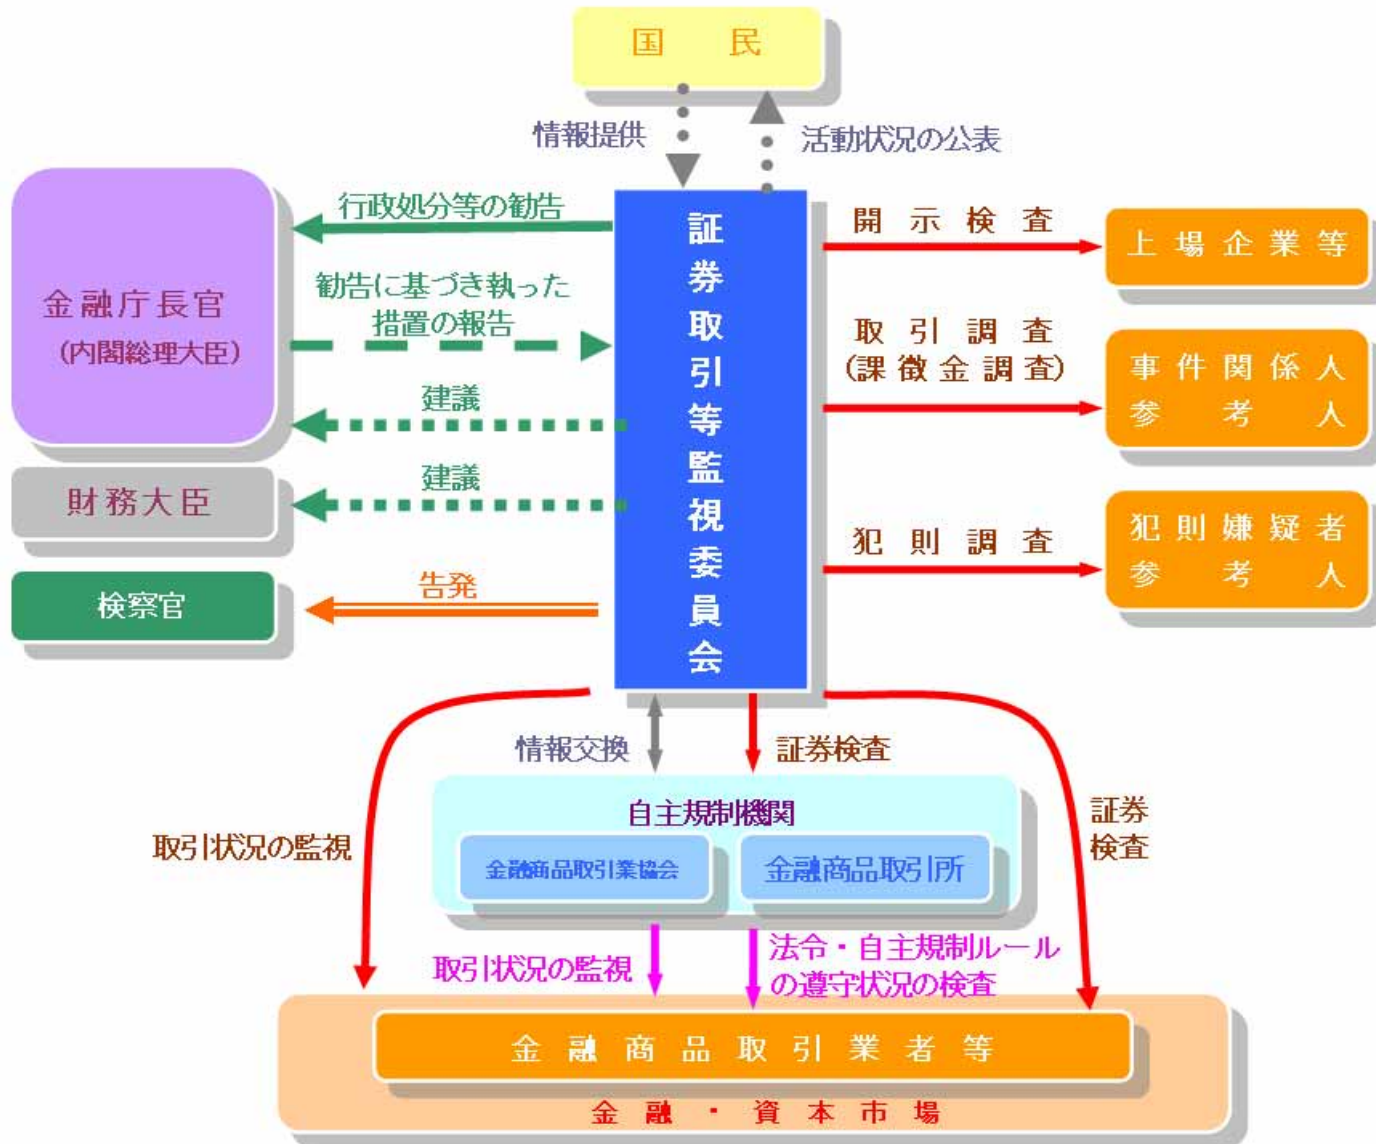 国 民
情報提供
活動状況の公表
行政処分等の勧告
勧告に基づき執った
措置の報告
建議
建議
告発
金融庁長官
(内閣総理大臣)
財務大臣
検察官
証券取引等監視委員会
開示検査
上場企業等
取引調査
(課徴金調査)
事件関係人
参考人
犯則調査
犯則嫌疑者
参考人
情報交換
証券検査
取引状況の監視
証券
検査
自主規制機関
金融商品取引業協会
金融商品取引所
取引状況の監視
法令・自主規制ルール
の遵守状況の検査
金融商品取引業者等
金融・資本市場